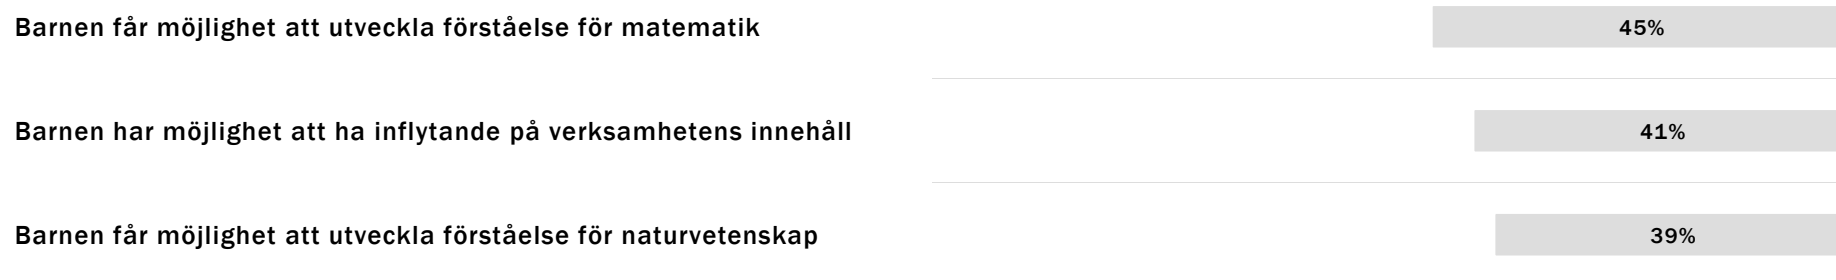 Barnen får möjlighet att utveckla förståelse för matematik 45%
Barnen har möjlighet att ha inflytande på verksamhetens innehåll 41%
Barnen får möjlighet att utveckla förståelse för naturvetenskap 39%